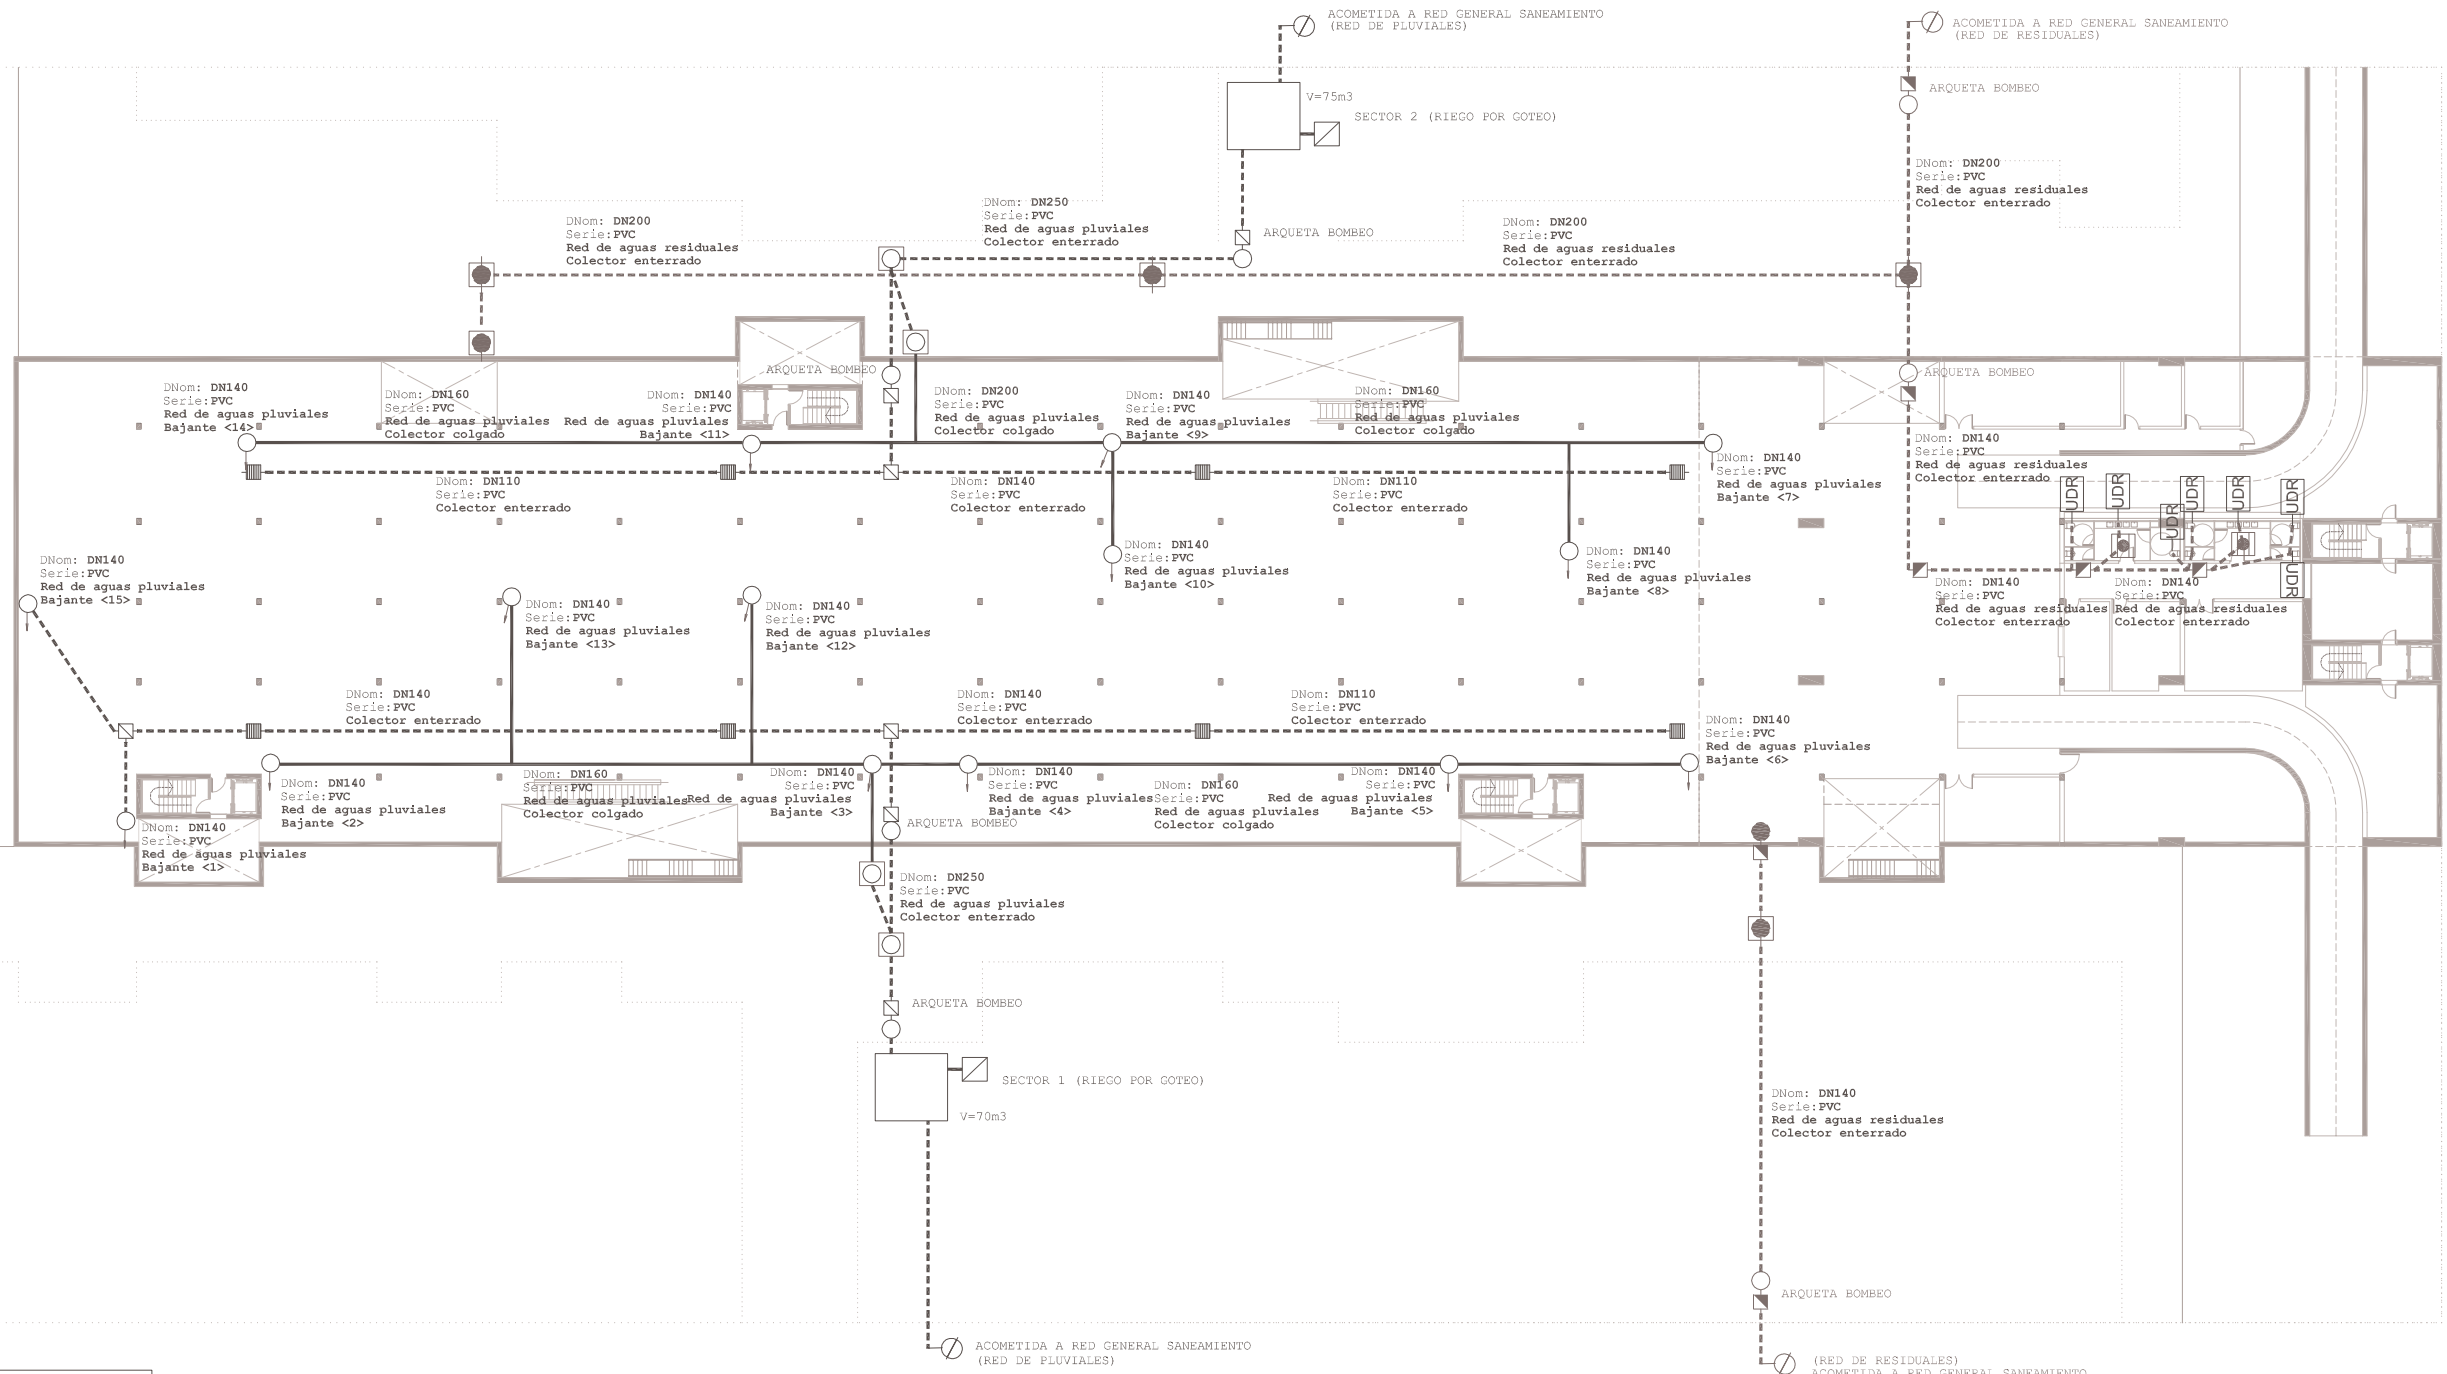 ACOMETIDA A RED GENERAL SANEAMIENTO
(RED DE PLUVIALES)
ACOMETIDA A RED GENERAL SANEAMIENTO
(RED DE RESIDUALES)
V=75m3
ARQUETA BOMBEO
SECTOR 2 (RIEGO POR GOTEO)
DNom: DN200
Serie:PVC
Red de aguas residuales
Colector enterrado
DNom: DN250
Serie:PVC
Red de aguas pluviales
Colector enterrado
DNom: DN200
Serie:PVC
Red de aguas residuales
Colector enterrado
ARQUETA BOMBEO
DNom: DN200
Serie:PVC
Red de aguas residuales
Colector enterrado
ARQUETA BOMBEO
ARQUETA BOMBEO
DNom: DN140
Serie:PVC
Red de aguas pluviales
Bajante <14>
DNom: DN160
Serie:PVC
Red de aguas pluviales
Colector colgado
DNom: DN140
Serie:PVC
Red de aguas pluviales
Bajante <11>
DNom: DN200
Serie:PVC
Red de aguas pluviales
Colector colgado
DNom: DN140
Serie:PVC
Red de aguas pluviales
Bajante <9>
DNom: DN160
Serie:PVC
Red de aguas pluviales
Colector colgado
DNom: DN140
Serie:PVC
Red de aguas pluviales
Bajante <7>
DNom: DN140
Serie:PVC
Red de aguas residuales
Colector enterrado
DNom: DN110
Serie:PVC
Colector enterrado
DNom: DN140
Serie:PVC
Colector enterrado
DNom: DN110
Serie:PVC
Colector enterrado
UDR
UDR
UDR
UDR
UDR
UDR
UDR
DNom: DN140
Serie:PVC
Red de aguas pluviales
Bajante <15>
DNom: DN140
Serie:PVC
Red de aguas pluviales
Bajante <10>
DNom: DN140
Serie:PVC
Red de aguas pluviales
Bajante <8>
DNom: DN140
Serie:PVC
Red de aguas residuales
Colector enterrado
DNom: DN140
Serie:PVC
Red de aguas residuales
Colector enterrado
DNom: DN140
Serie:PVC
Red de aguas pluviales
Bajante <13>
DNom: DN140
Serie:PVC
Red de aguas pluviales
Bajante <12>
DNom: DN140
Serie:PVC
Colector enterrado
DNom: DN140
Serie:PVC
Colector enterrado
DNom: DN110
Serie:PVC
Colector enterrado
DNom: DN140
Serie:PVC
Red de aguas pluviales
Bajante <6>
DNom: DN140
Serie:PVC
Red de aguas pluviales
Bajante <2>
DNom: DN160
Serie:PVC
Red de aguas pluviales
Colector colgado
DNom: DN140
Serie:PVC
Red de aguas pluviales
Bajante <3>
DNom: DN140
Serie:PVC
Red de aguas pluviales
Bajante <4>
DNom: DN160
Serie:PVC
Red de aguas pluviales
Colector colgado
DNom: DN140
Serie:PVC
Red de aguas pluviales
Bajante <5>
ARQUETA BOMBEO
DNom: DN140
Serie:PVC
Red de aguas pluviales
Bajante <1>
DNom: DN250
Serie:PVC
Red de aguas pluviales
Colector enterrado
ARQUETA BOMBEO
SECTOR 1 (RIEGO POR GOTEO)
V=70m3
DNom: DN140
Serie:PVC
Red de aguas residuales
Colector enterrado
ARQUETA BOMBEO
ACOMETIDA A RED GENERAL SANEAMIENTO
(RED DE PLUVIALES)
(RED DE RESIDUALES)
ACOMETIDA A RED GENERAL SANEAMIENTO